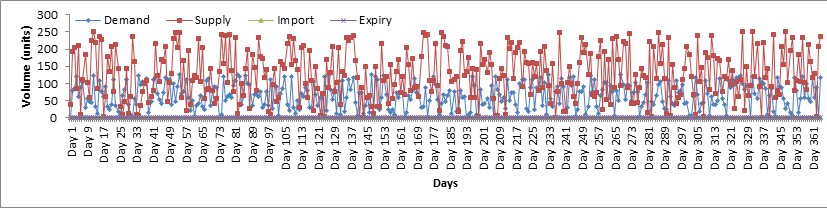 Demand Supply Import Expiry
Volume (units)
300
250
200
150
100
50
0
Day 1
Day 9
Day 17
Day 25
Day 33
Day 41
Day 49
Day 57
Day 65
Day 73
Day 81
Day 89
Day 97
Day 105
Day 113
Day 121
Day 129
Day 137
Day 145
Day 153
Day 161
Day 169
Day 177
Day 185
Day 193
Day 201
Day 209
Day 217
Day 225
Day 233
Day 241
Day 249
Day 257
Day 265
Day 273
Day 281
Day 289
Day 297
Day 305
Day 313
Day 321
Day 329
Day 337
Day 345
Day 353
Day 361
Days